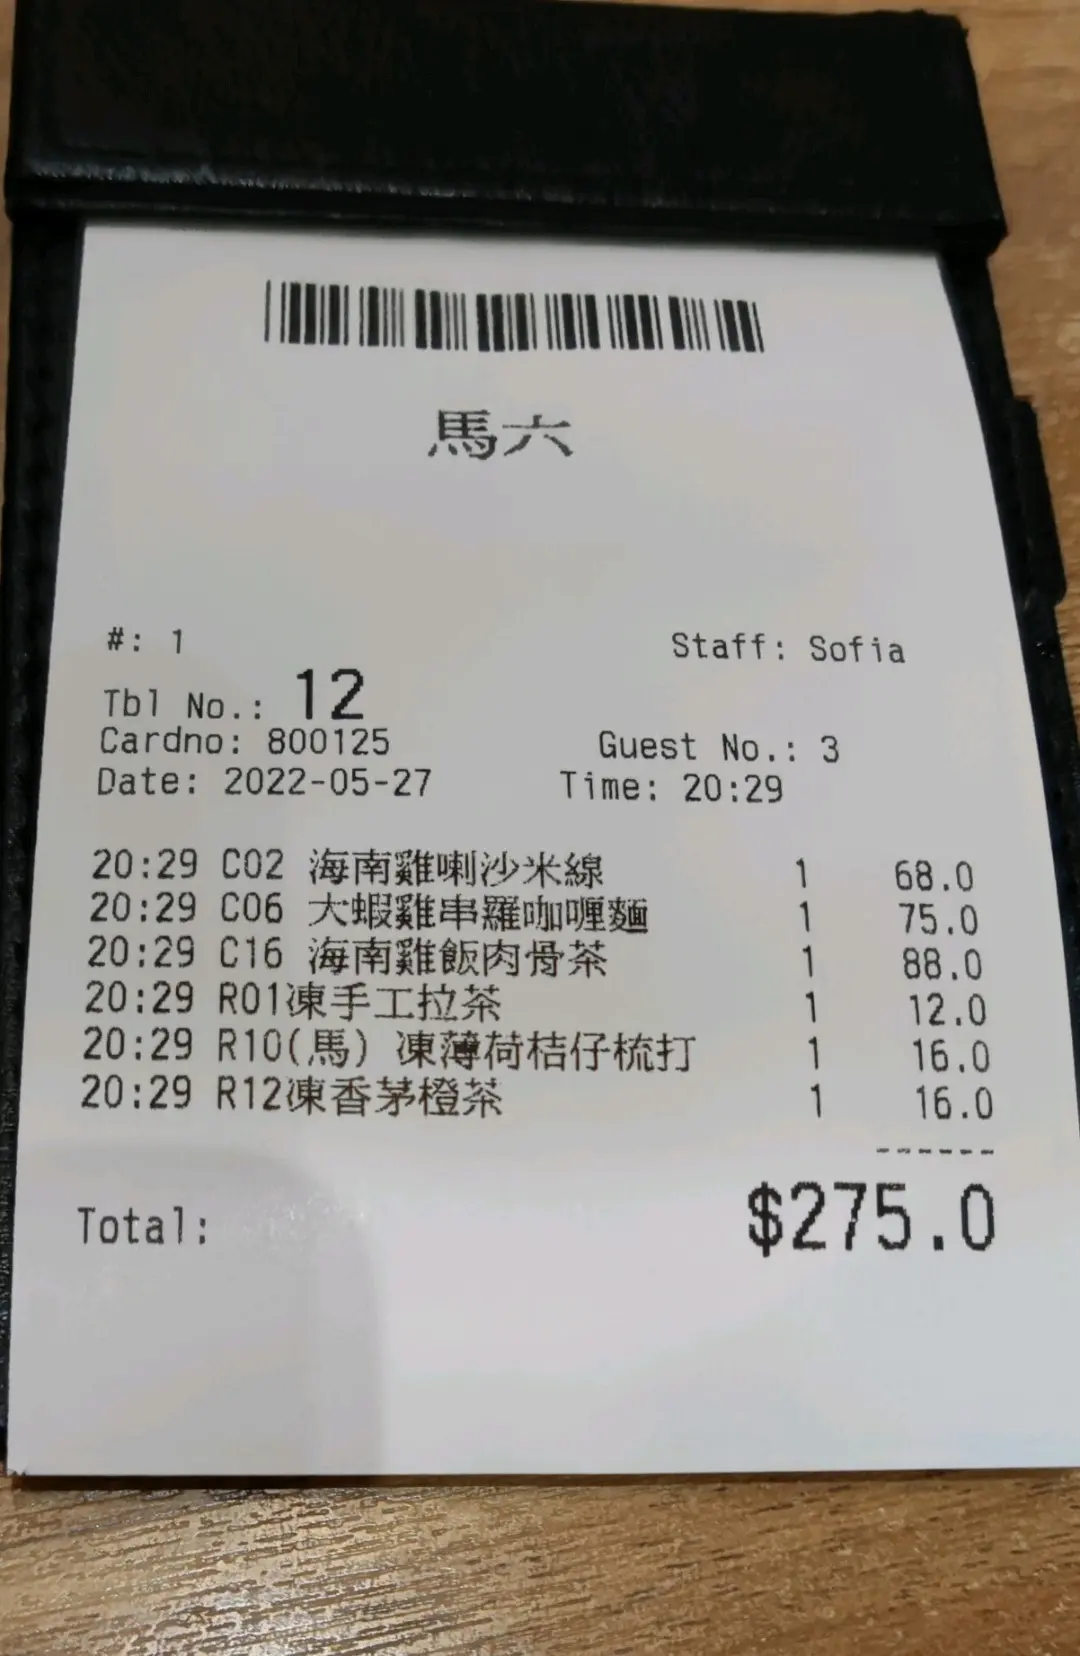 馬六
#: 1 Staff: Sofia
Tbl No.: 12
Cardno: 800125 Guest No.: 3
Date: 2022-05-27 Time: 20:29
20:29 C02 海南雞喇沙米線 1 68.0
20:29 C06 大蝦雞串羅咖喱麵 1 75.0
20:29 C16 海南雞飯肉骨茶 1 88.0
20:29 R01凍手工拉茶 1 12.0
20:29 R10(馬) 凍薄荷桔仔梳打 1 16.0
20:29 R12凍香茅橙茶 1 16.0
------
Total: $275.0